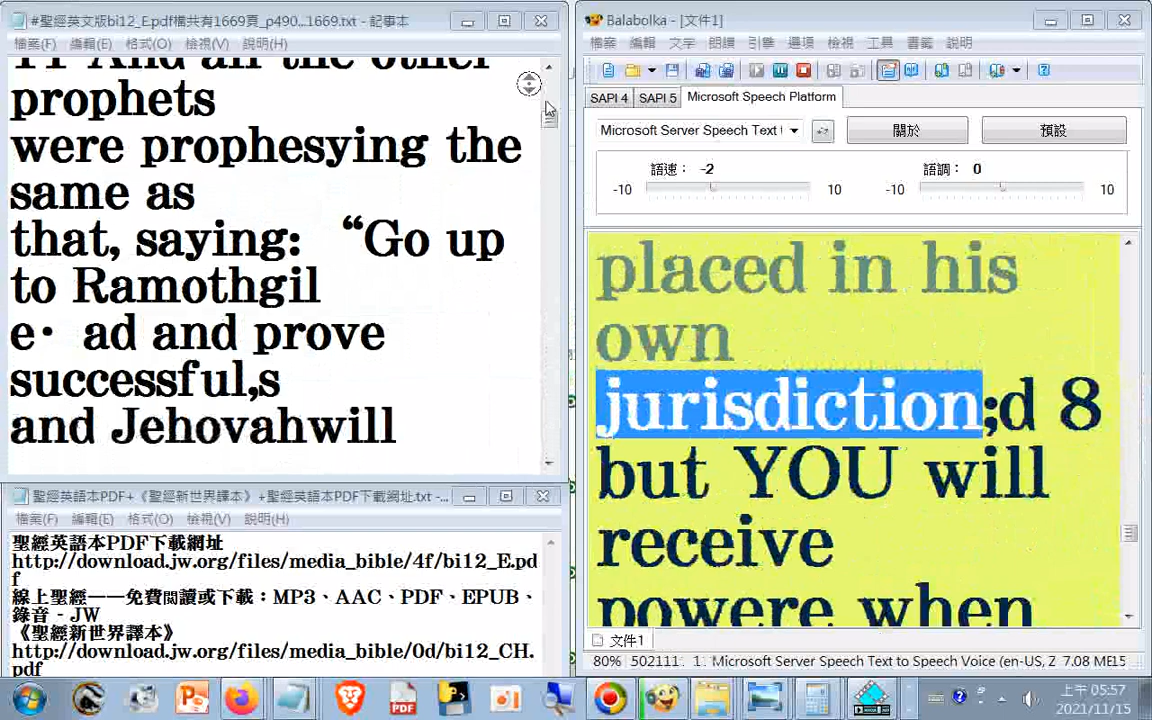 #聖經英文版bi12_E.pdf檔共有1669頁_p490...1669.txt - 記事本
檔案(F) 編輯(E) 格式(O) 檢視(V) 說明(H)
11 And all the other
prophets
were prophesying the
same as
that, saying: “Go up
to Ramothgil
e· ad and prove
successful,s
and Jehovahwill
聖經英語本PDF+《聖經新世界譯本》+聖經英語本PDF下載網址.txt -...
檔案(F) 編輯(E) 格式(O) 檢視(V) 說明(H)
聖經英語本PDF下載網址
http://download.jw.org/files/media_bible/4f/bi12_E.pd
f
線上聖經——免費閱讀或下載：MP3、AAC、PDF、EPUB、
錄音 - JW
《聖經新世界譯本》
http://download.jw.org/files/media_bible/0d/bi12_CH.
pdf
Balabolka - [文件1]
檔案 編輯 文字 朗讀 引擎 選項 檢視 工具 書籤 說明
SAPI 4 SAPI 5 Microsoft Speech Platform
Microsoft Server Speech Text 關於 預設
語速： -2 語調： 0
-10 10 -10 10
placed in his
own
jurisdiction;d 8
but YOU will
receive
powere when
文件1
80% 502111. 1. Microsoft Server Speech Text to Speech Voice (en-US, Z 7.08 ME15
上午 05:57
2021/11/15